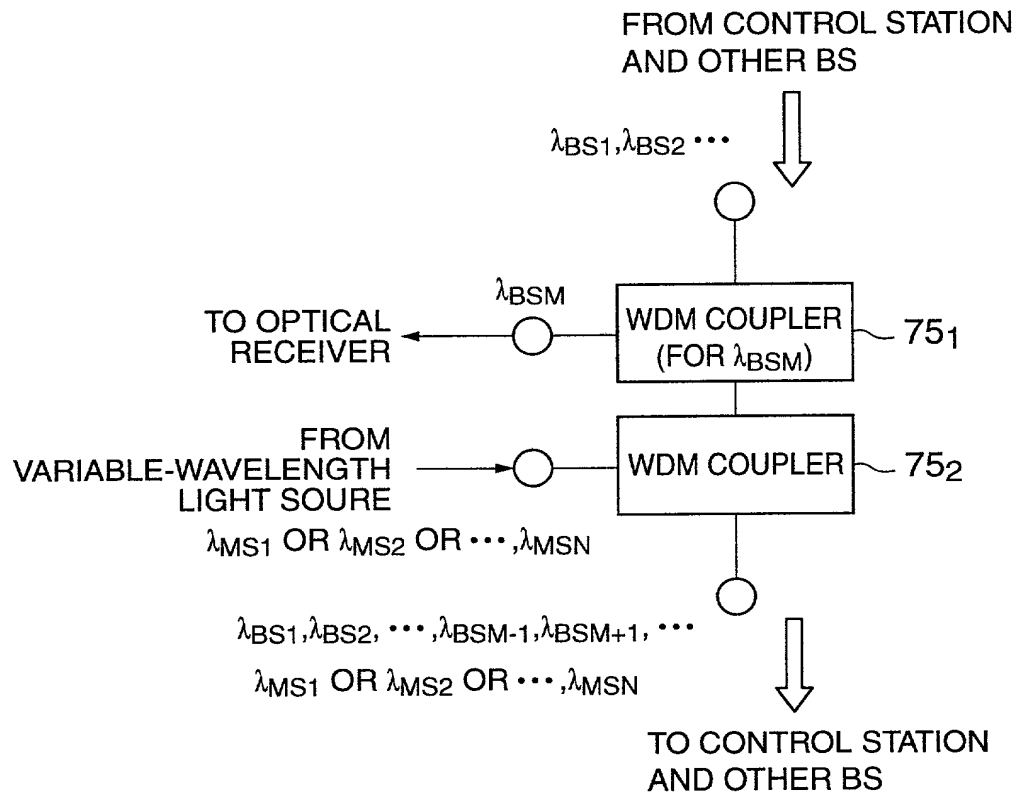 FROM CONTROL STATION
AND OTHER BS
λBS1,λBS2 •••
λBSM
TO OPTICAL
RECEIVER
WDM COUPLER
(FOR λBSM)
751
FROM
VARIABLE-WAVELENGTH
LIGHT SOURE
WDM COUPLER
752
λMS1 OR λMS2 OR •••,λMSN
λBS1,λBS2, •••,λBSM-1,λBSM+1, •••
λMS1 OR λMS2 OR •••,λMSN
TO CONTROL STATION
AND OTHER BS